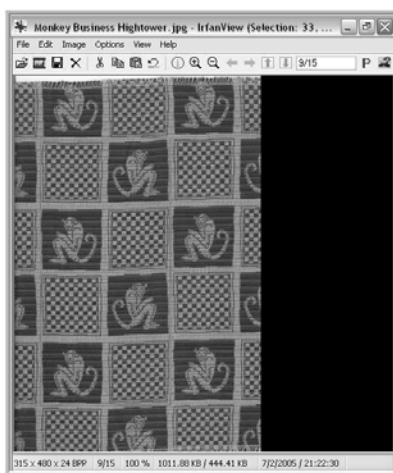 Monkey Business Hightower.jpg - IrfanView (Selection: 33, ...
File Edit Image Options View Help
9/15 P
315 x 480 x 24 BPP 9/15 100 % 1011.88 KB / 444.41 KB 7/2/2005 / 21:22:30